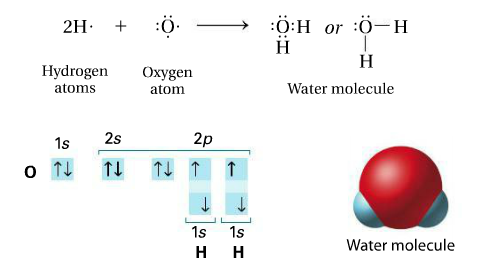 2H· + :Ö· ⟶ :Ö:H or :Ö—H
H H
Hydrogen atoms
Oxygen atom
Water molecule
1s 2s 2p
O ↑↓ ↑↓ ↑↓ ↑ ↑
↓ ↓
1s 1s
H H
Water molecule